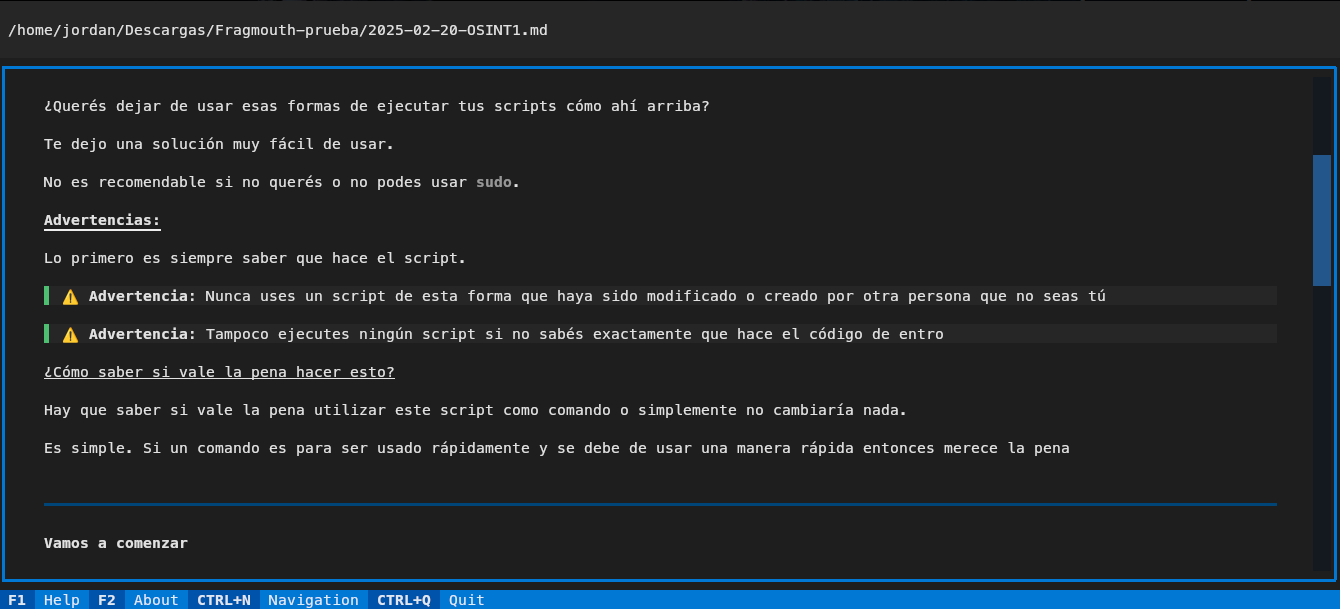 /home/jordan/Descargas/Fragmouth-prueba/2025-02-20-OSINT1.md
¿Querés dejar de usar esas formas de ejecutar tus scripts cómo ahí arriba?
Te dejo una solución muy fácil de usar.
No es recomendable si no querés o no podes usar sudo.
Advertencias:
Lo primero es siempre saber que hace el script.
⚠️ Advertencia: Nunca uses un script de esta forma que haya sido modificado o creado por otra persona que no seas tú
⚠️ Advertencia: Tampoco ejecutes ningún script si no sabés exactamente que hace el código de entro
¿Cómo saber si vale la pena hacer esto?
Hay que saber si vale la pena utilizar este script como comando o simplemente no cambiaría nada.
Es simple. Si un comando es para ser usado rápidamente y se debe de usar una manera rápida entonces merece la pena
Vamos a comenzar
F1 Help F2 About CTRL+N Navigation CTRL+Q Quit